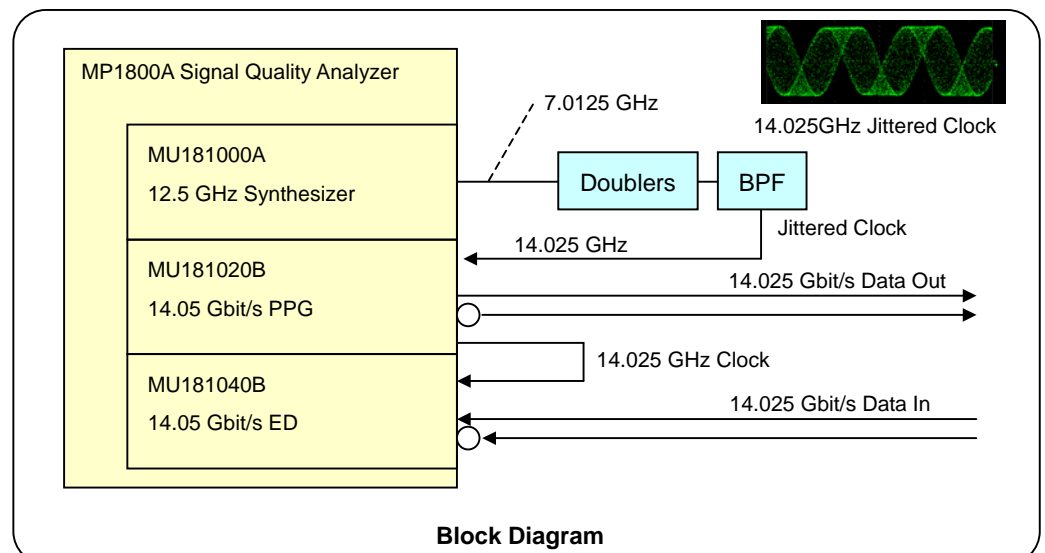 MP1800A Signal Quality Analyzer
7.0125 GHz
14.025GHz Jittered Clock
MU181000A
12.5 GHz Synthesizer
Doublers
BPF
Jittered Clock
14.025 GHz
MU181020B
14.05 Gbit/s PPG
14.025 Gbit/s Data Out
14.025 GHz Clock
MU181040B
14.05 Gbit/s ED
14.025 Gbit/s Data In
Block Diagram